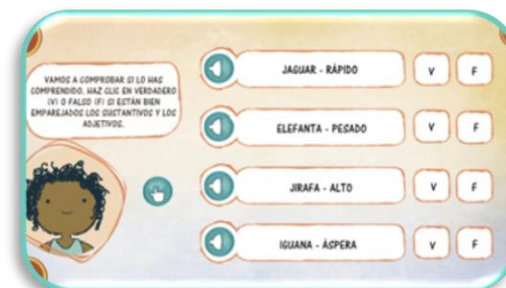 VAMOS A COMPROBAR SI LO HAS
COMPRENDIDO. HAZ CLIC EN VERDADERO
(V) O FALSO (F) SI ESTÁN BIEN
EMPAREJADOS LOS SUSTANTIVOS Y LOS
ADJETIVOS.
JAGUAR - RÁPIDO V F
ELEFANTA - PESADO V F
JIRAFA - ALTO V F
IGUANA - ÁSPERA V F